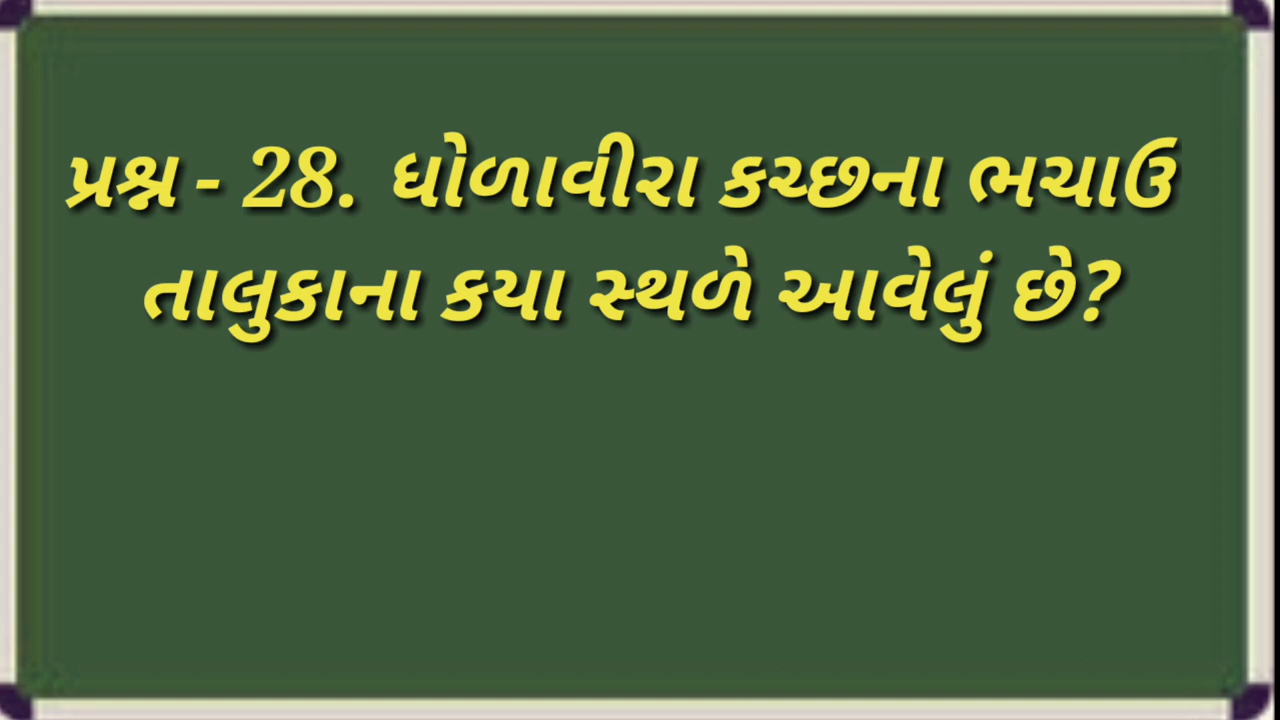 પ્રશ્ન - 28. ધોળાવીરા કચ્છના ભચાઉ
તાલુકાના કયા સ્થળે આવેલું છે?